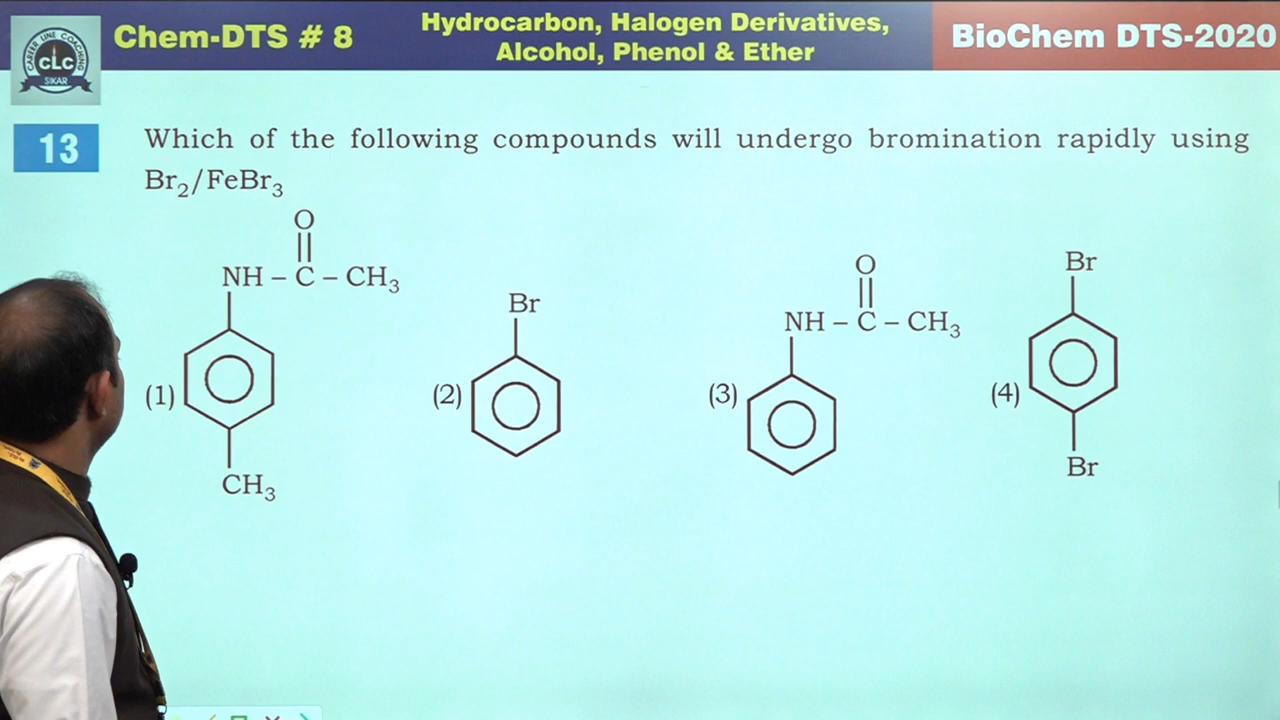 CAREER LINE COACHING
cLc
SIKAR
Chem-DTS # 8
Hydrocarbon, Halogen Derivatives,
Alcohol, Phenol & Ether
BioChem DTS-2020
13
Which of the following compounds will undergo bromination rapidly using
Br₂/FeBr₃
O
NH – C – CH₃
(1)
CH₃
Br
(2)
O
NH – C – CH₃
(3)
Br
(4)
Br